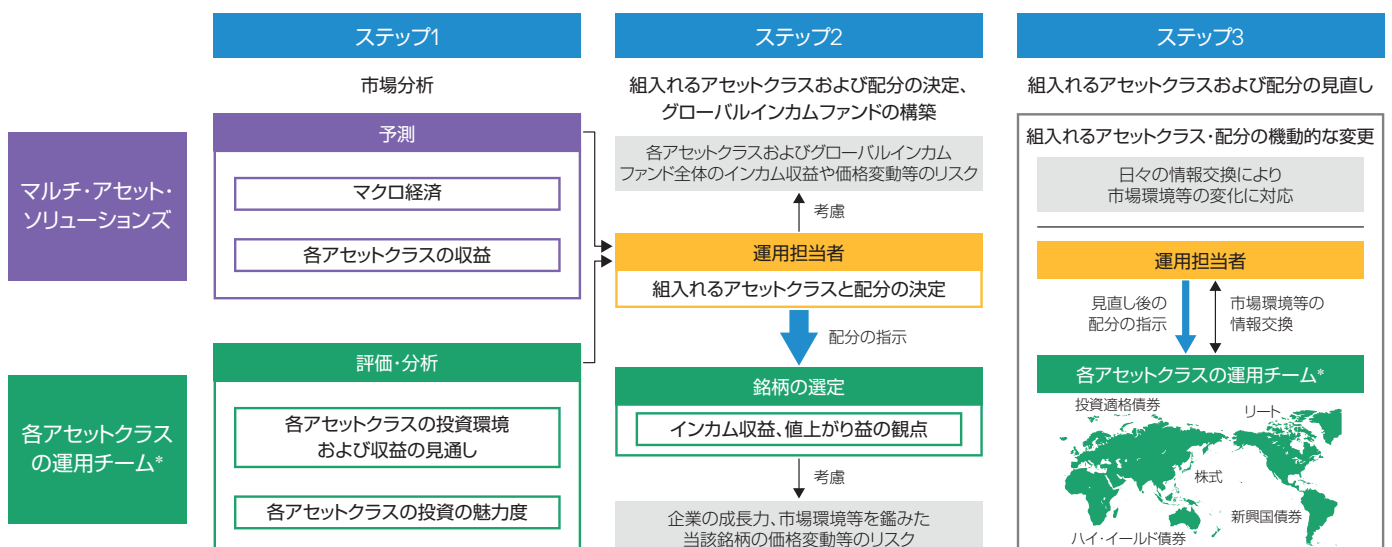 ステップ1
市場分析
マルチ・アセット・
ソリューションズ
予測
マクロ経済
各アセットクラスの収益
各アセットクラス
の運用チーム*
評価・分析
各アセットクラスの投資環境
および収益の見通し
各アセットクラスの投資の魅力度
ステップ2
組入れるアセットクラスおよび配分の決定、
グローバルインカムファンドの構築
各アセットクラスおよびグローバルインカム
ファンド全体のインカム収益や価格変動等のリスク
考慮
運用担当者
組入れるアセットクラスと配分の決定
配分の指示
銘柄の選定
インカム収益、値上がり益の観点
考慮
企業の成長力、市場環境等を鑑みた
当該銘柄の価格変動等のリスク
ステップ3
組入れるアセットクラスおよび配分の見直し
組入れるアセットクラス・配分の機動的な変更
日々の情報交換により
市場環境等の変化に対応
運用担当者
見直し後の
配分の指示
市場環境等の
情報交換
各アセットクラスの運用チーム*
投資適格債券
リート
株式
新興国債券
ハイ・イールド債券